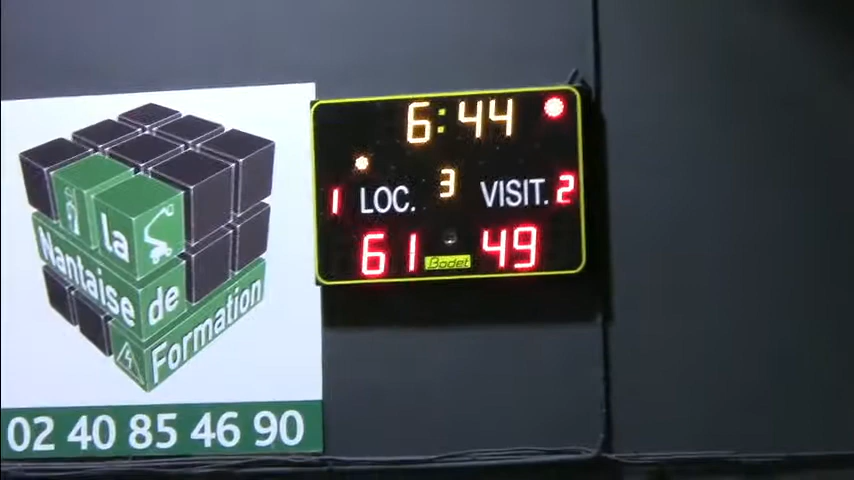 6:44
3
1 LOC. VISIT. 2
61 Bodet 49
la
Nantaise
de
Formation
02 40 85 46 90